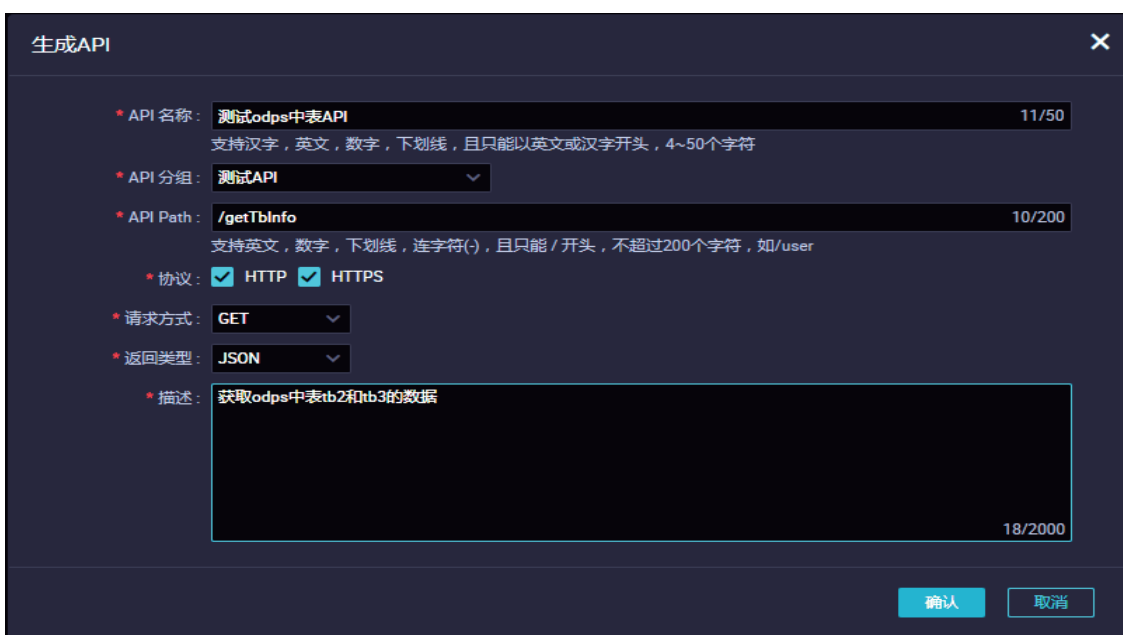 生成API
* API 名称 : 测试odps中表API 11/50
支持汉字，英文，数字，下划线，且只能以英文或汉字开头，4~50个字符
* API 分组 : 测试API
* API Path : /getTbInfo 10/200
支持英文，数字，下划线，连字符(-)，且只能 / 开头，不超过200个字符，如/user
* 协议 : HTTP HTTPS
* 请求方式 : GET
* 返回类型 : JSON
* 描述 : 获取odps中表tb2和tb3的数据
18/2000
确认 取消